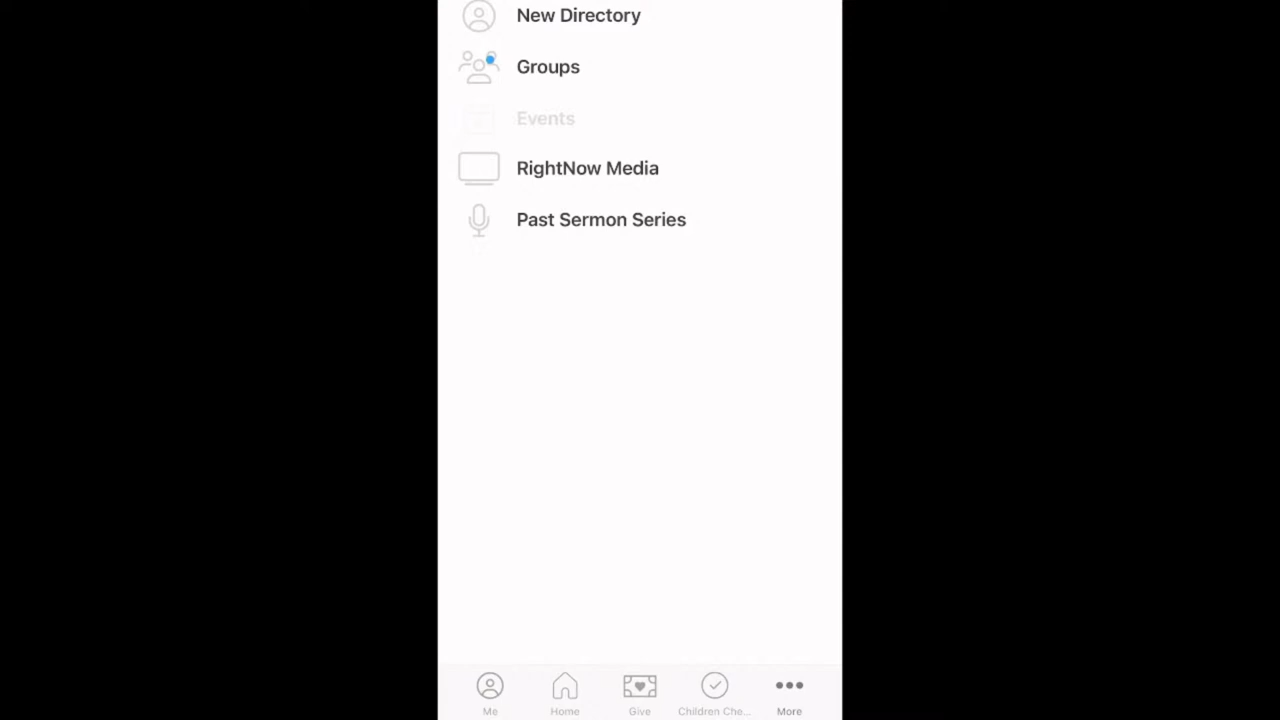 New Directory
Groups
Events
RightNow Media
Past Sermon Series
Me
Home
Give
Children Che...
More